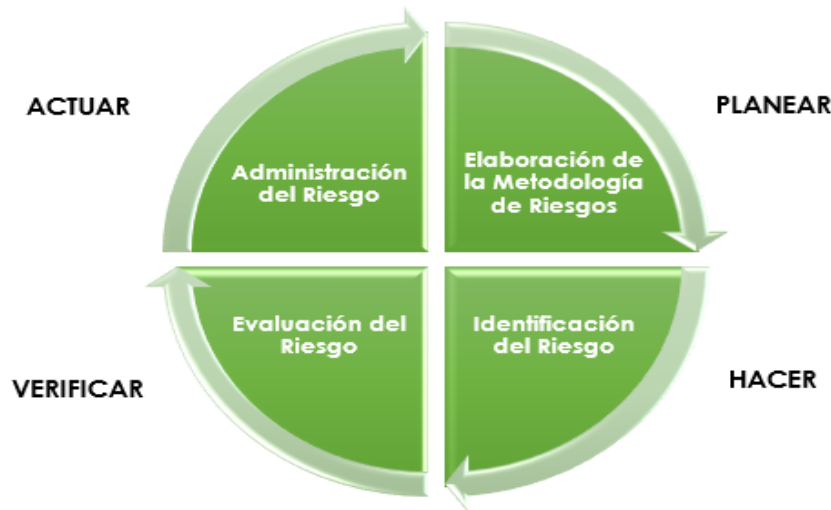 ACTUAR
PLANEAR
Administración
del Riesgo
Elaboración de
la Metodología
de Riesgos
Evaluación del
Riesgo
Identificación
del Riesgo
VERIFICAR
HACER